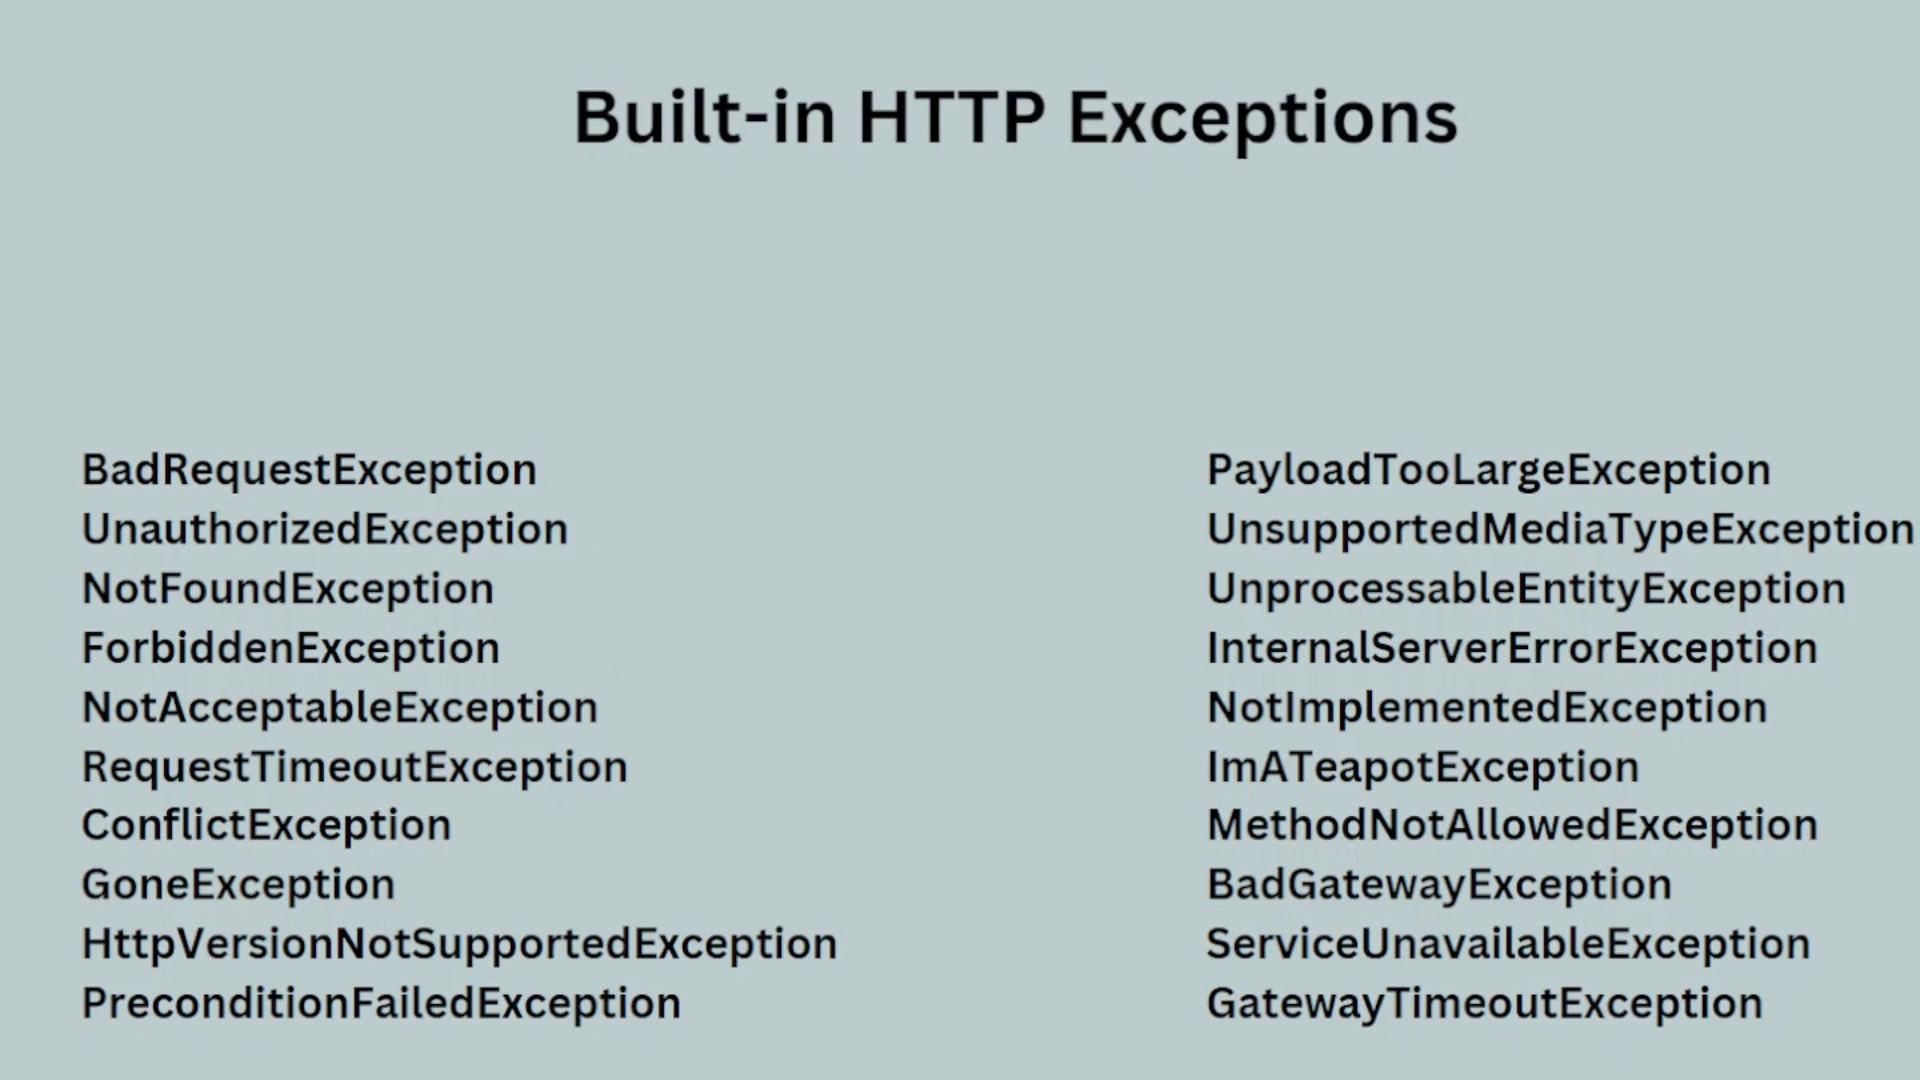 Built-in HTTP Exceptions
BadRequestException
UnauthorizedException
NotFoundException
ForbiddenException
NotAcceptableException
RequestTimeoutException
ConflictException
GoneException
HttpVersionNotSupportedException
PreconditionFailedException
PayloadTooLargeException
UnsupportedMediaTypeException
UnprocessableEntityException
InternalServerErrorException
NotImplementedException
ImATeapotException
MethodNotAllowedException
BadGatewayException
ServiceUnavailableException
GatewayTimeoutException